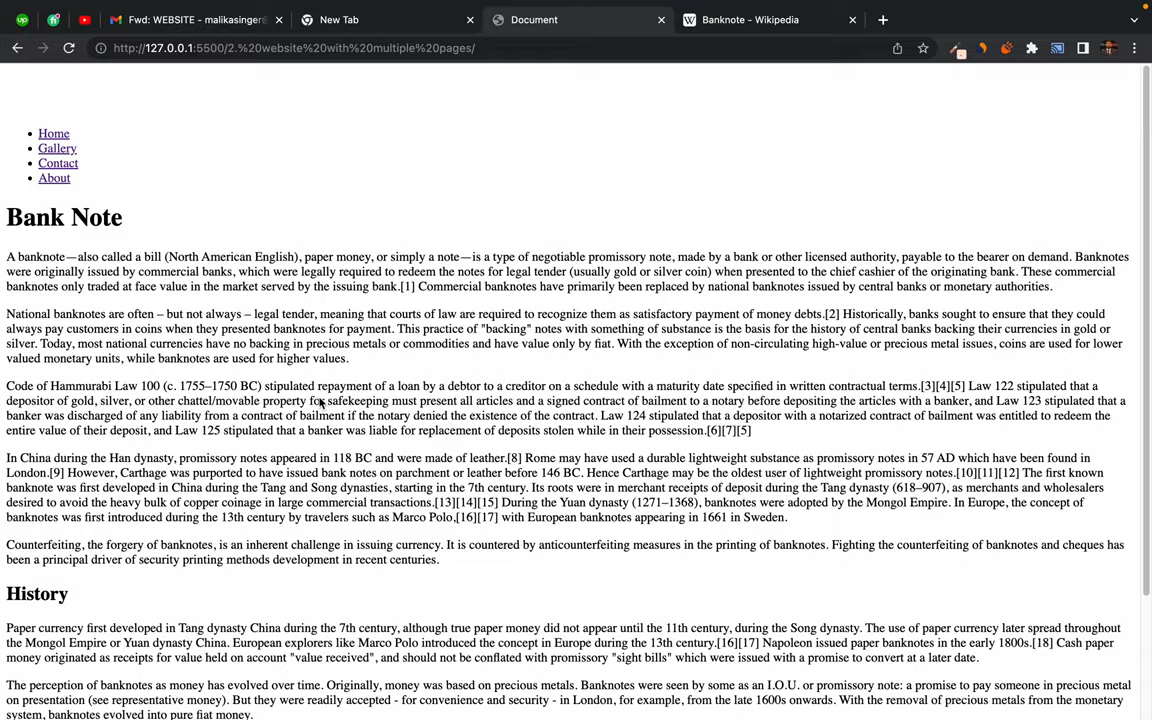 Fwd: WEBSITE - malikasinger@
New Tab
Document
Banknote - Wikipedia
http://127.0.0.1:5500/2.%20website%20with%20multiple%20pages/
Home
Gallery
Contact
About
Bank Note
A banknote—also called a bill (North American English), paper money, or simply a note—is a type of negotiable promissory note, made by a bank or other licensed authority, payable to the bearer on demand. Banknotes
were originally issued by commercial banks, which were legally required to redeem the notes for legal tender (usually gold or silver coin) when presented to the chief cashier of the originating bank. These commercial
banknotes only traded at face value in the market served by the issuing bank.[1] Commercial banknotes have primarily been replaced by national banknotes issued by central banks or monetary authorities.
National banknotes are often – but not always – legal tender, meaning that courts of law are required to recognize them as satisfactory payment of money debts.[2] Historically, banks sought to ensure that they could
always pay customers in coins when they presented banknotes for payment. This practice of "backing" notes with something of substance is the basis for the history of central banks backing their currencies in gold or
silver. Today, most national currencies have no backing in precious metals or commodities and have value only by fiat. With the exception of non-circulating high-value or precious metal issues, coins are used for lower
valued monetary units, while banknotes are used for higher values.
Code of Hammurabi Law 100 (c. 1755–1750 BC) stipulated repayment of a loan by a debtor to a creditor on a schedule with a maturity date specified in written contractual terms.[3][4][5] Law 122 stipulated that a
depositor of gold, silver, or other chattel/movable property for safekeeping must present all articles and a signed contract of bailment to a notary before depositing the articles with a banker, and Law 123 stipulated that a
banker was discharged of any liability from a contract of bailment if the notary denied the existence of the contract. Law 124 stipulated that a depositor with a notarized contract of bailment was entitled to redeem the
entire value of their deposit, and Law 125 stipulated that a banker was liable for replacement of deposits stolen while in their possession.[6][7][5]
In China during the Han dynasty, promissory notes appeared in 118 BC and were made of leather.[8] Rome may have used a durable lightweight substance as promissory notes in 57 AD which have been found in
London.[9] However, Carthage was purported to have issued bank notes on parchment or leather before 146 BC. Hence Carthage may be the oldest user of lightweight promissory notes.[10][11][12] The first known
banknote was first developed in China during the Tang and Song dynasties, starting in the 7th century. Its roots were in merchant receipts of deposit during the Tang dynasty (618–907), as merchants and wholesalers
desired to avoid the heavy bulk of copper coinage in large commercial transactions.[13][14][15] During the Yuan dynasty (1271–1368), banknotes were adopted by the Mongol Empire. In Europe, the concept of
banknotes was first introduced during the 13th century by travelers such as Marco Polo,[16][17] with European banknotes appearing in 1661 in Sweden.
Counterfeiting, the forgery of banknotes, is an inherent challenge in issuing currency. It is countered by anticounterfeiting measures in the printing of banknotes. Fighting the counterfeiting of banknotes and cheques has
been a principal driver of security printing methods development in recent centuries.
History
Paper currency first developed in Tang dynasty China during the 7th century, although true paper money did not appear until the 11th century, during the Song dynasty. The use of paper currency later spread throughout
the Mongol Empire or Yuan dynasty China. European explorers like Marco Polo introduced the concept in Europe during the 13th century.[16][17] Napoleon issued paper banknotes in the early 1800s.[18] Cash paper
money originated as receipts for value held on account "value received", and should not be conflated with promissory "sight bills" which were issued with a promise to convert at a later date.
The perception of banknotes as money has evolved over time. Originally, money was based on precious metals. Banknotes were seen by some as an I.O.U. or promissory note: a promise to pay someone in precious metal
on presentation (see representative money). But they were readily accepted - for convenience and security - in London, for example, from the late 1600s onwards. With the removal of precious metals from the monetary
system, banknotes evolved into pure fiat money.